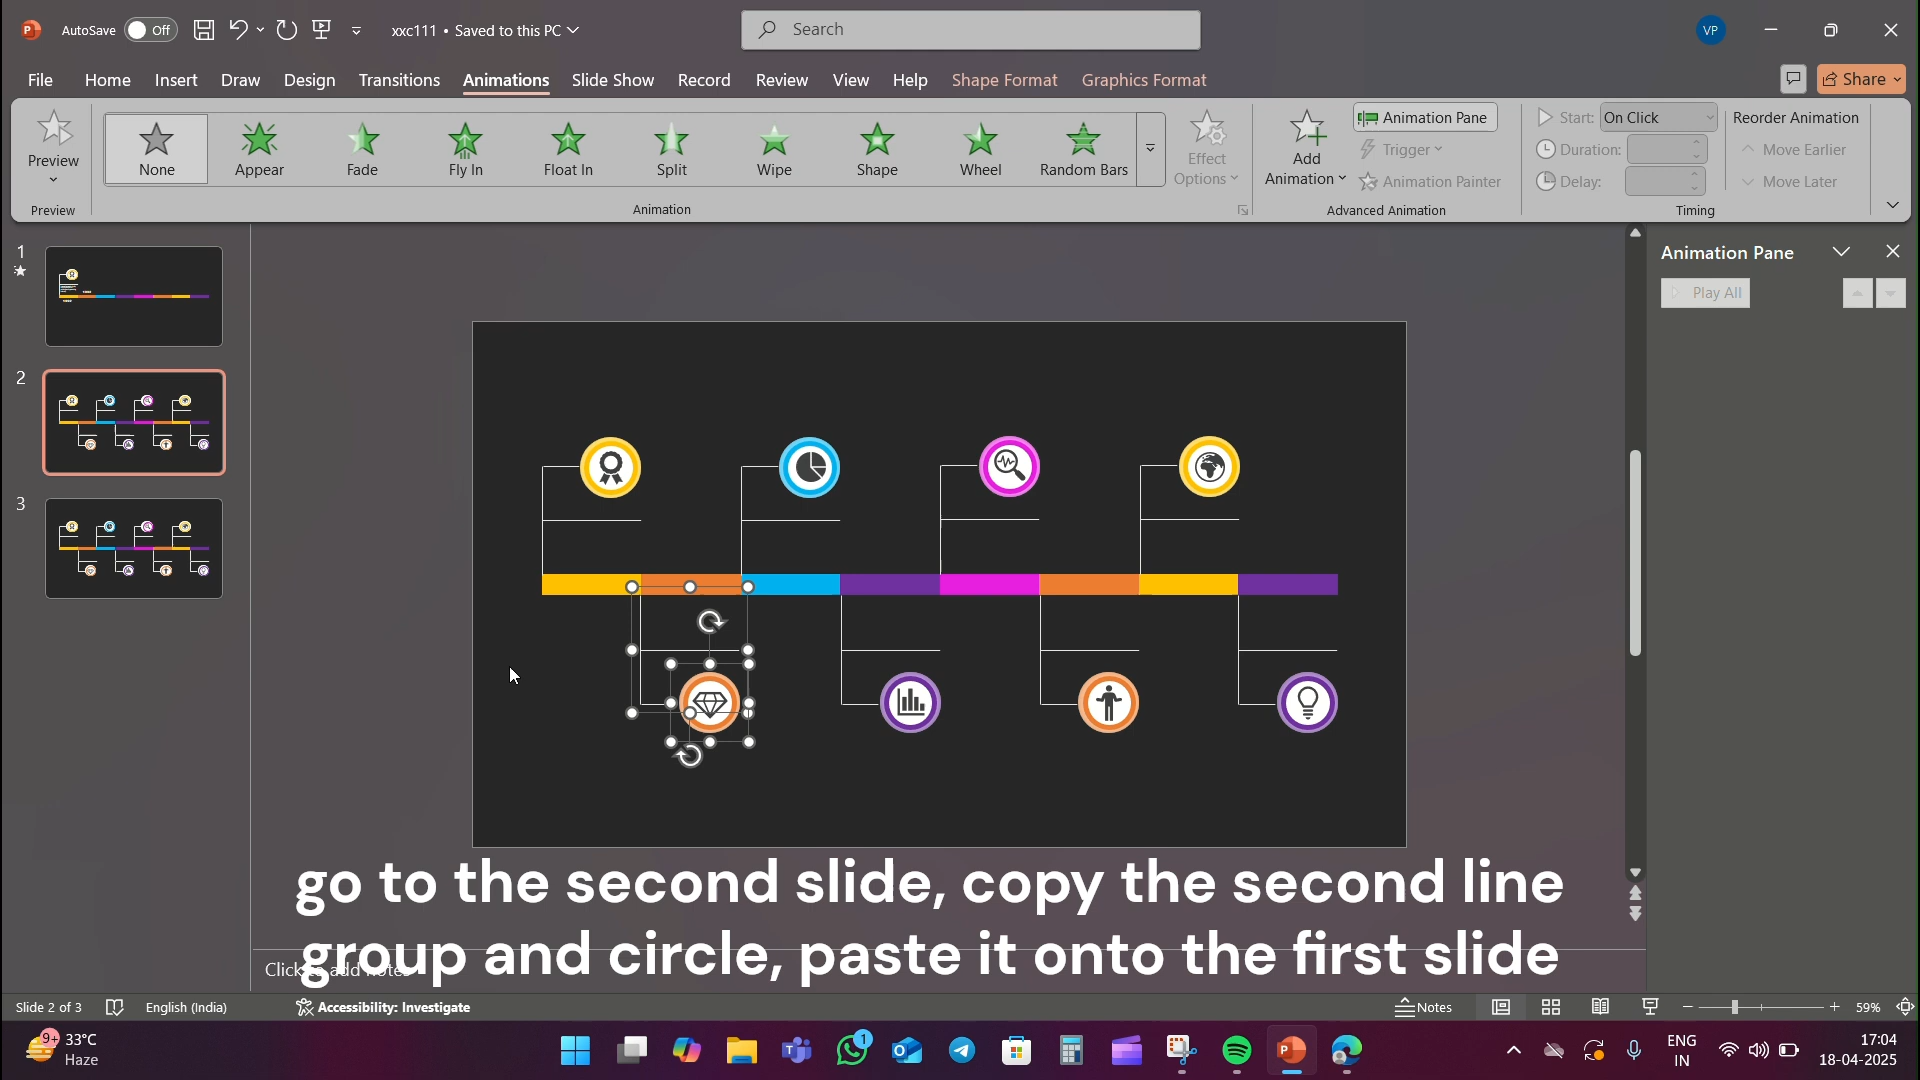 AutoSave Off xxc111 • Saved to this PC Search VP
File Home Insert Draw Design Transitions Animations Slide Show Record Review View Help Shape Format Graphics Format Share
Preview
None Appear Fade Fly In Float In Split Wipe Shape Wheel Random Bars
Effect Options
Add Animation
Animation Pane
Trigger
Animation Painter
Start: On Click
Duration:
Delay:
Reorder Animation
Move Earlier
Move Later
Preview Animation Advanced Animation Timing
1
2
3
Animation Pane
Play All
go to the second slide, copy the second line
group and circle, paste it onto the first slide
Slide 2 of 3 English (India) Accessibility: Investigate Notes 59%
9+ 33°C
Haze
1
ENG
IN
17:04
18-04-2025